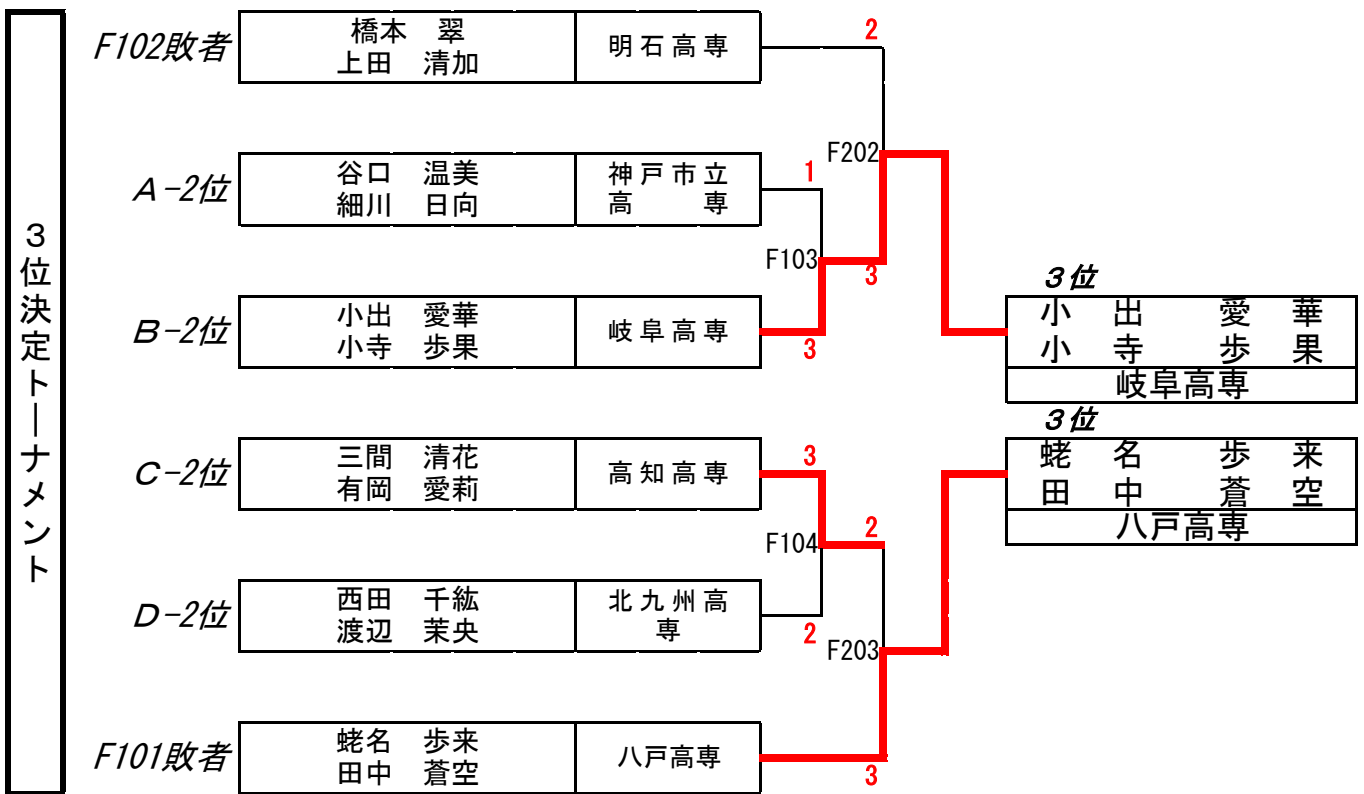 3位決定トーナメント
F102敗者
橋本 翠
上田 清加
明石高専
2
F202
A-2位
谷口 温美
細川 日向
神戸市立
高 専
1
F103
3
B-2位
小出 愛華
小寺 歩果
岐阜高専
3
3位
小 出 愛 華
小 寺 歩 果
岐阜高専
C-2位
三間 清花
有岡 愛莉
高知高専
3
F104
2
3位
蛯 名 歩 来
田 中 蒼 空
八戸高専
D-2位
西田 千紘
渡辺 茉央
北九州高
専
2
F203
F101敗者
蛯名 歩来
田中 蒼空
八戸高専
3